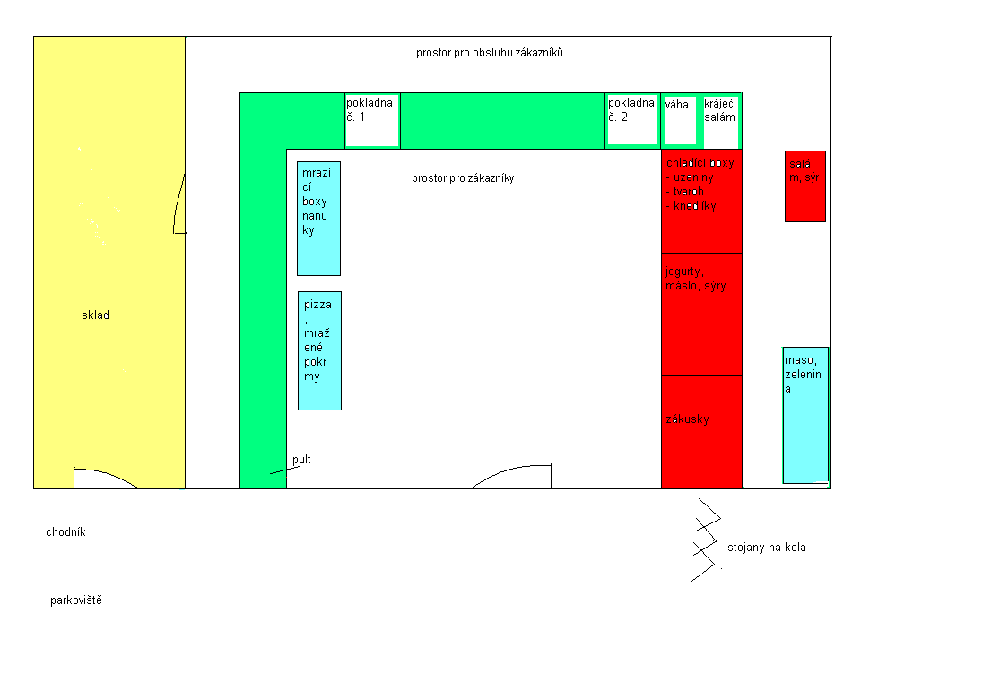 prostor pro obsluhu zákazníků
pokladna
č. 1
pokladna
č. 2
váha
kráječ
salám
mrazí
cí
boxy
nanu
ky
prostor pro zákazníky
chladící boxy
- uzeniny
- tvaroh
- knedlíky
salá
m, syr
jogurty,
máslo, sýry
pizza
,
mraž
ené
pokr
my
sklad
maso,
zelenin
a
zákusky
pult
chodník
stojany na kola
parkoviště